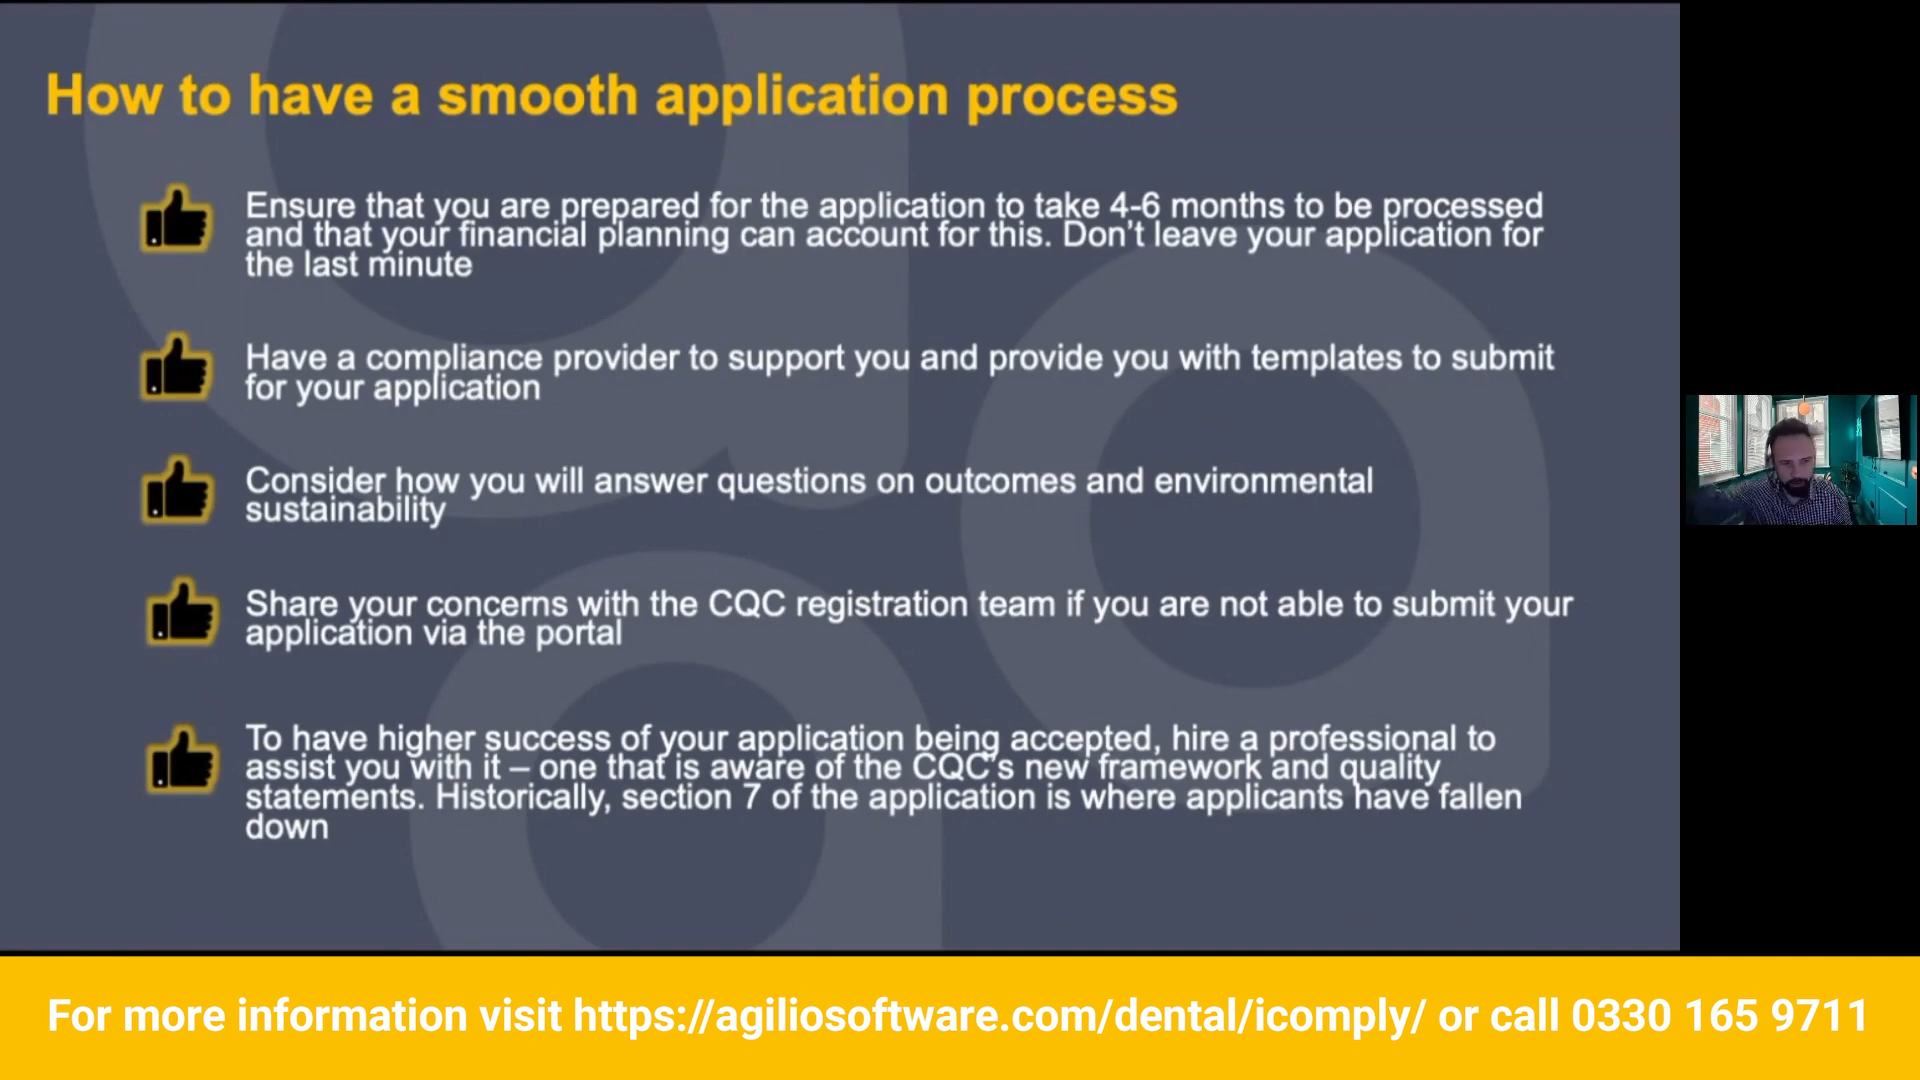 How to have a smooth application process
Ensure that you are prepared for the application to take 4-6 months to be processed
and that your financial planning can account for this. Don't leave your application for
the last minute
Have a compliance provider to support you and provide you with templates to submit
for your application
Consider how you will answer questions on outcomes and environmental
sustainability
Share your concerns with the CQC registration team if you are not able to submit your
application via the portal
To have higher success of your application being accepted, hire a professional to
assist you with it – one that is aware of the CQC's new framework and quality
statements. Historically, section 7 of the application is where applicants have fallen
down
For more information visit https://agiliosoftware.com/dental/icomply/ or call 0330 165 9711